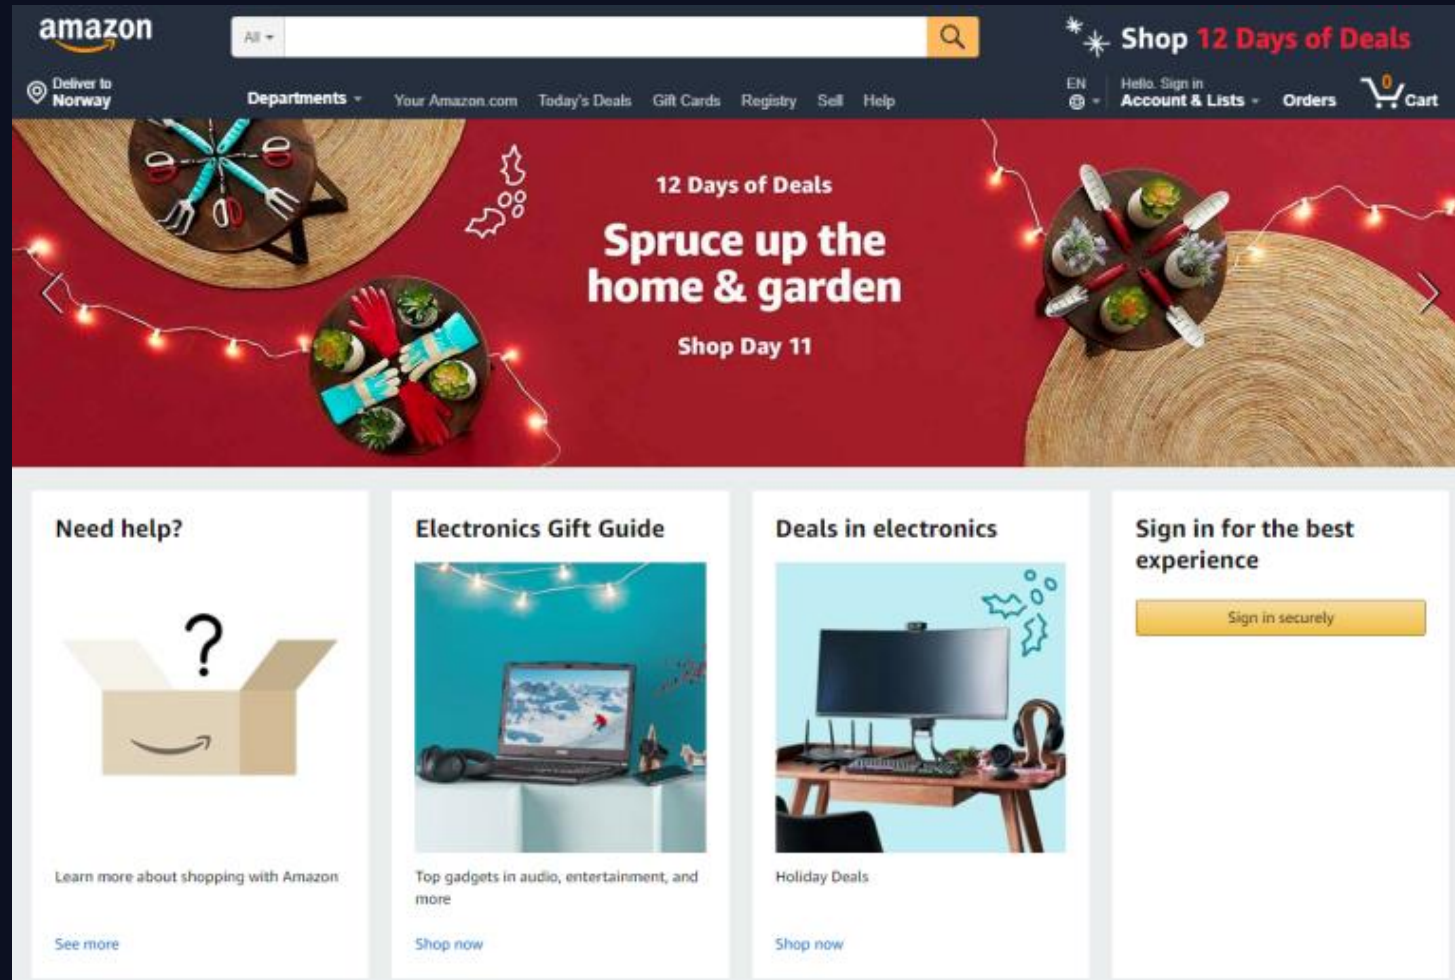 amazon
All
Shop 12 Days of Deals
Deliver to
Norway
Departments
Your Amazon.com
Today's Deals
Gift Cards
Registry
Sell
Help
EN
Hello. Sign in
Account & Lists
Orders
0
Cart
12 Days of Deals
Spruce up the
home & garden
Shop Day 11
Need help?
?
Learn more about shopping with Amazon
See more
Electronics Gift Guide
Top gadgets in audio, entertainment, and
more
Shop now
Deals in electronics
Holiday Deals
Shop now
Sign in for the best
experience
Sign in securely